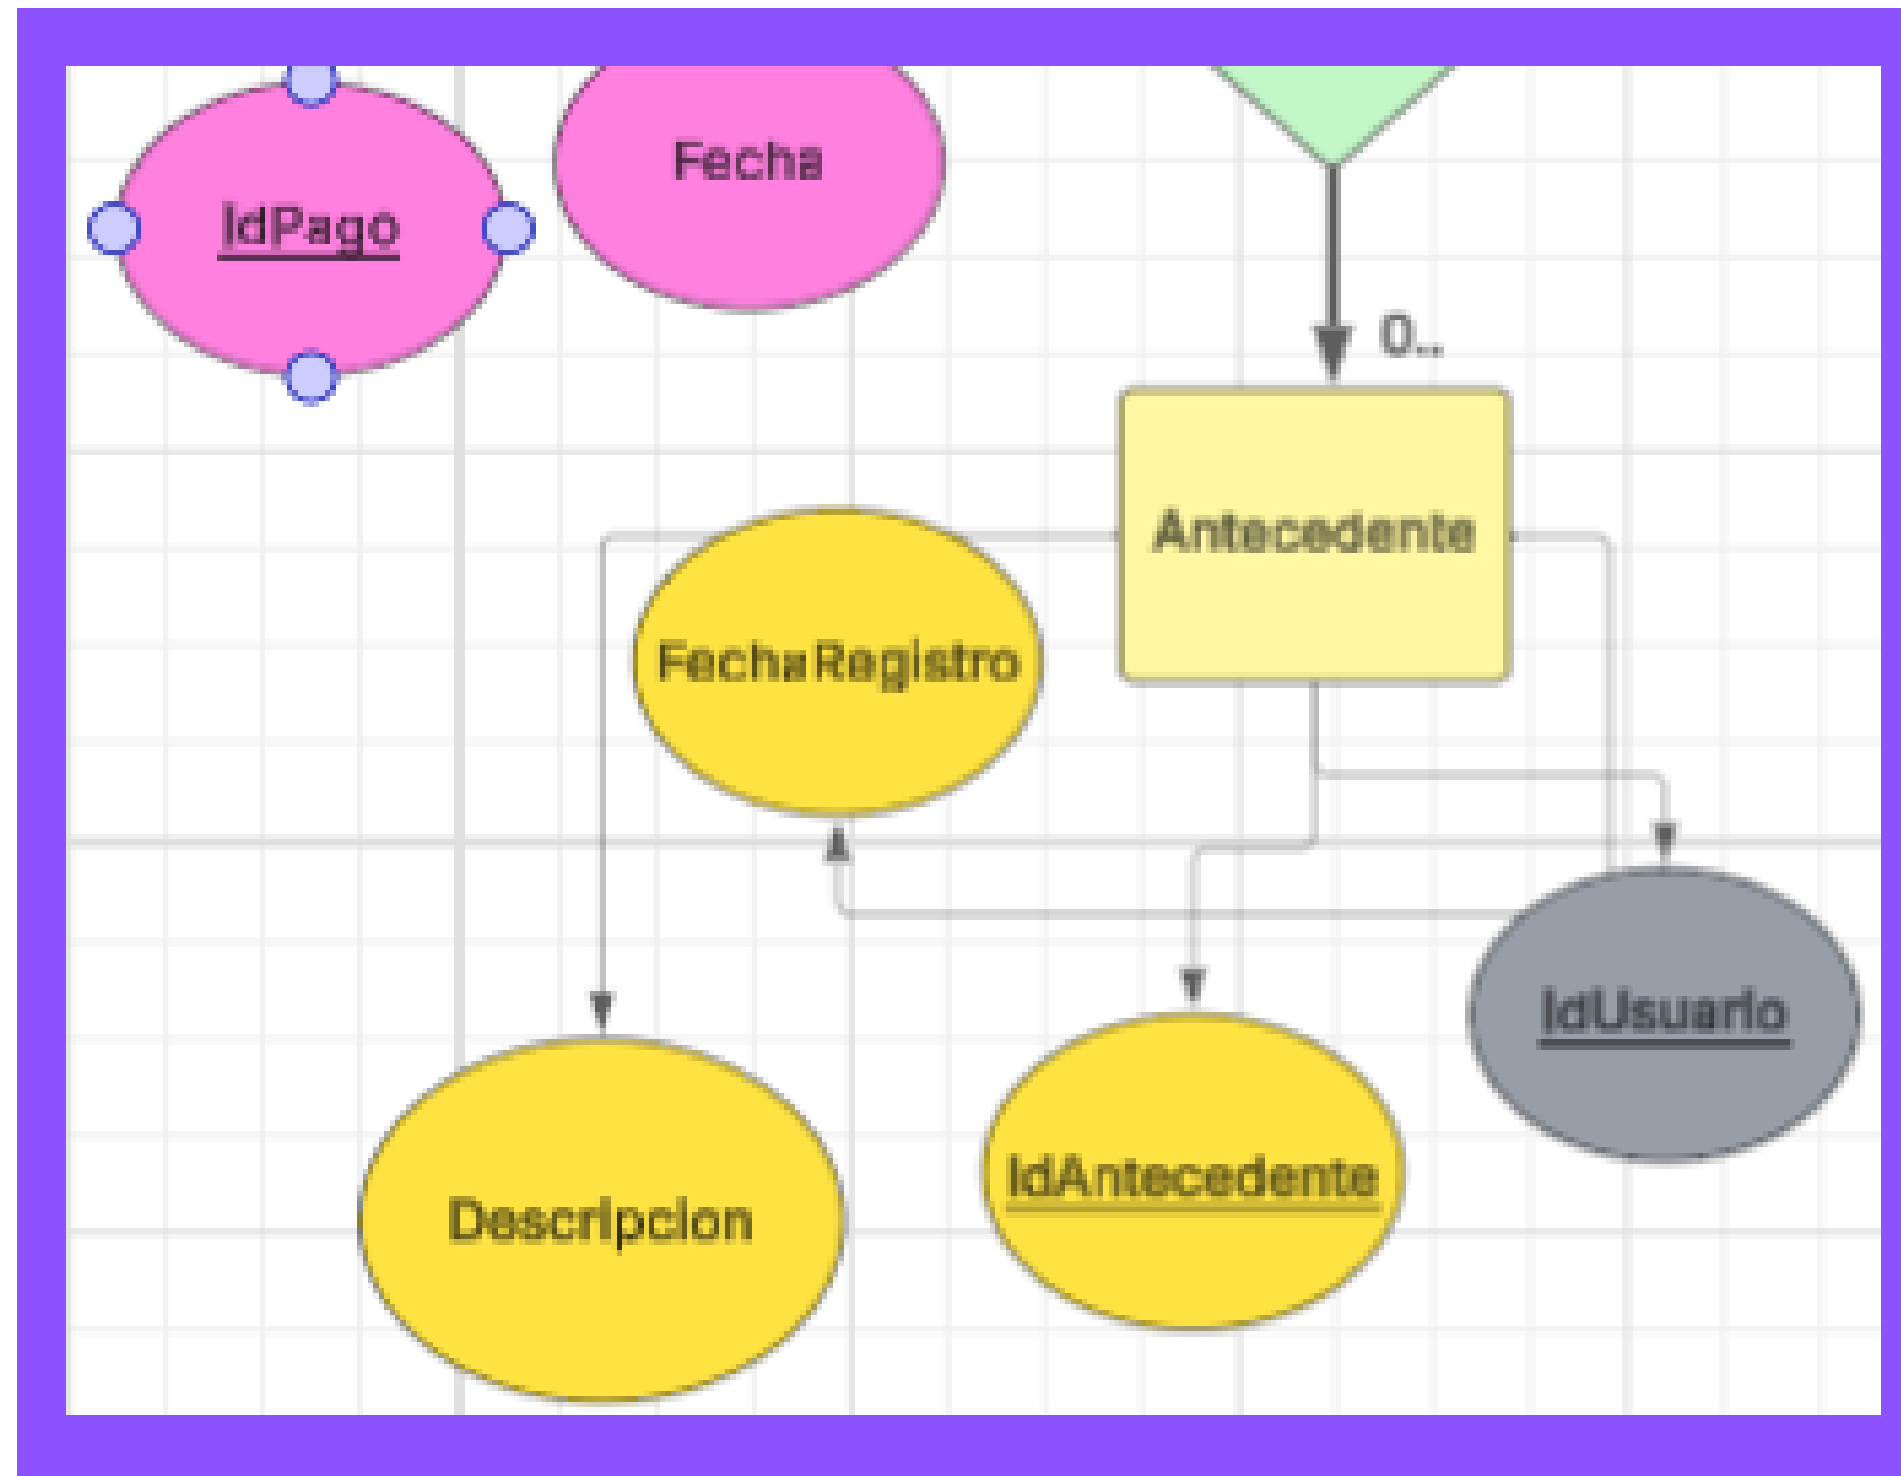 Fecha
IdPago
0..
Antecedente
FechaRegistro
IdUsuario
IdAntecedente
Descripcion